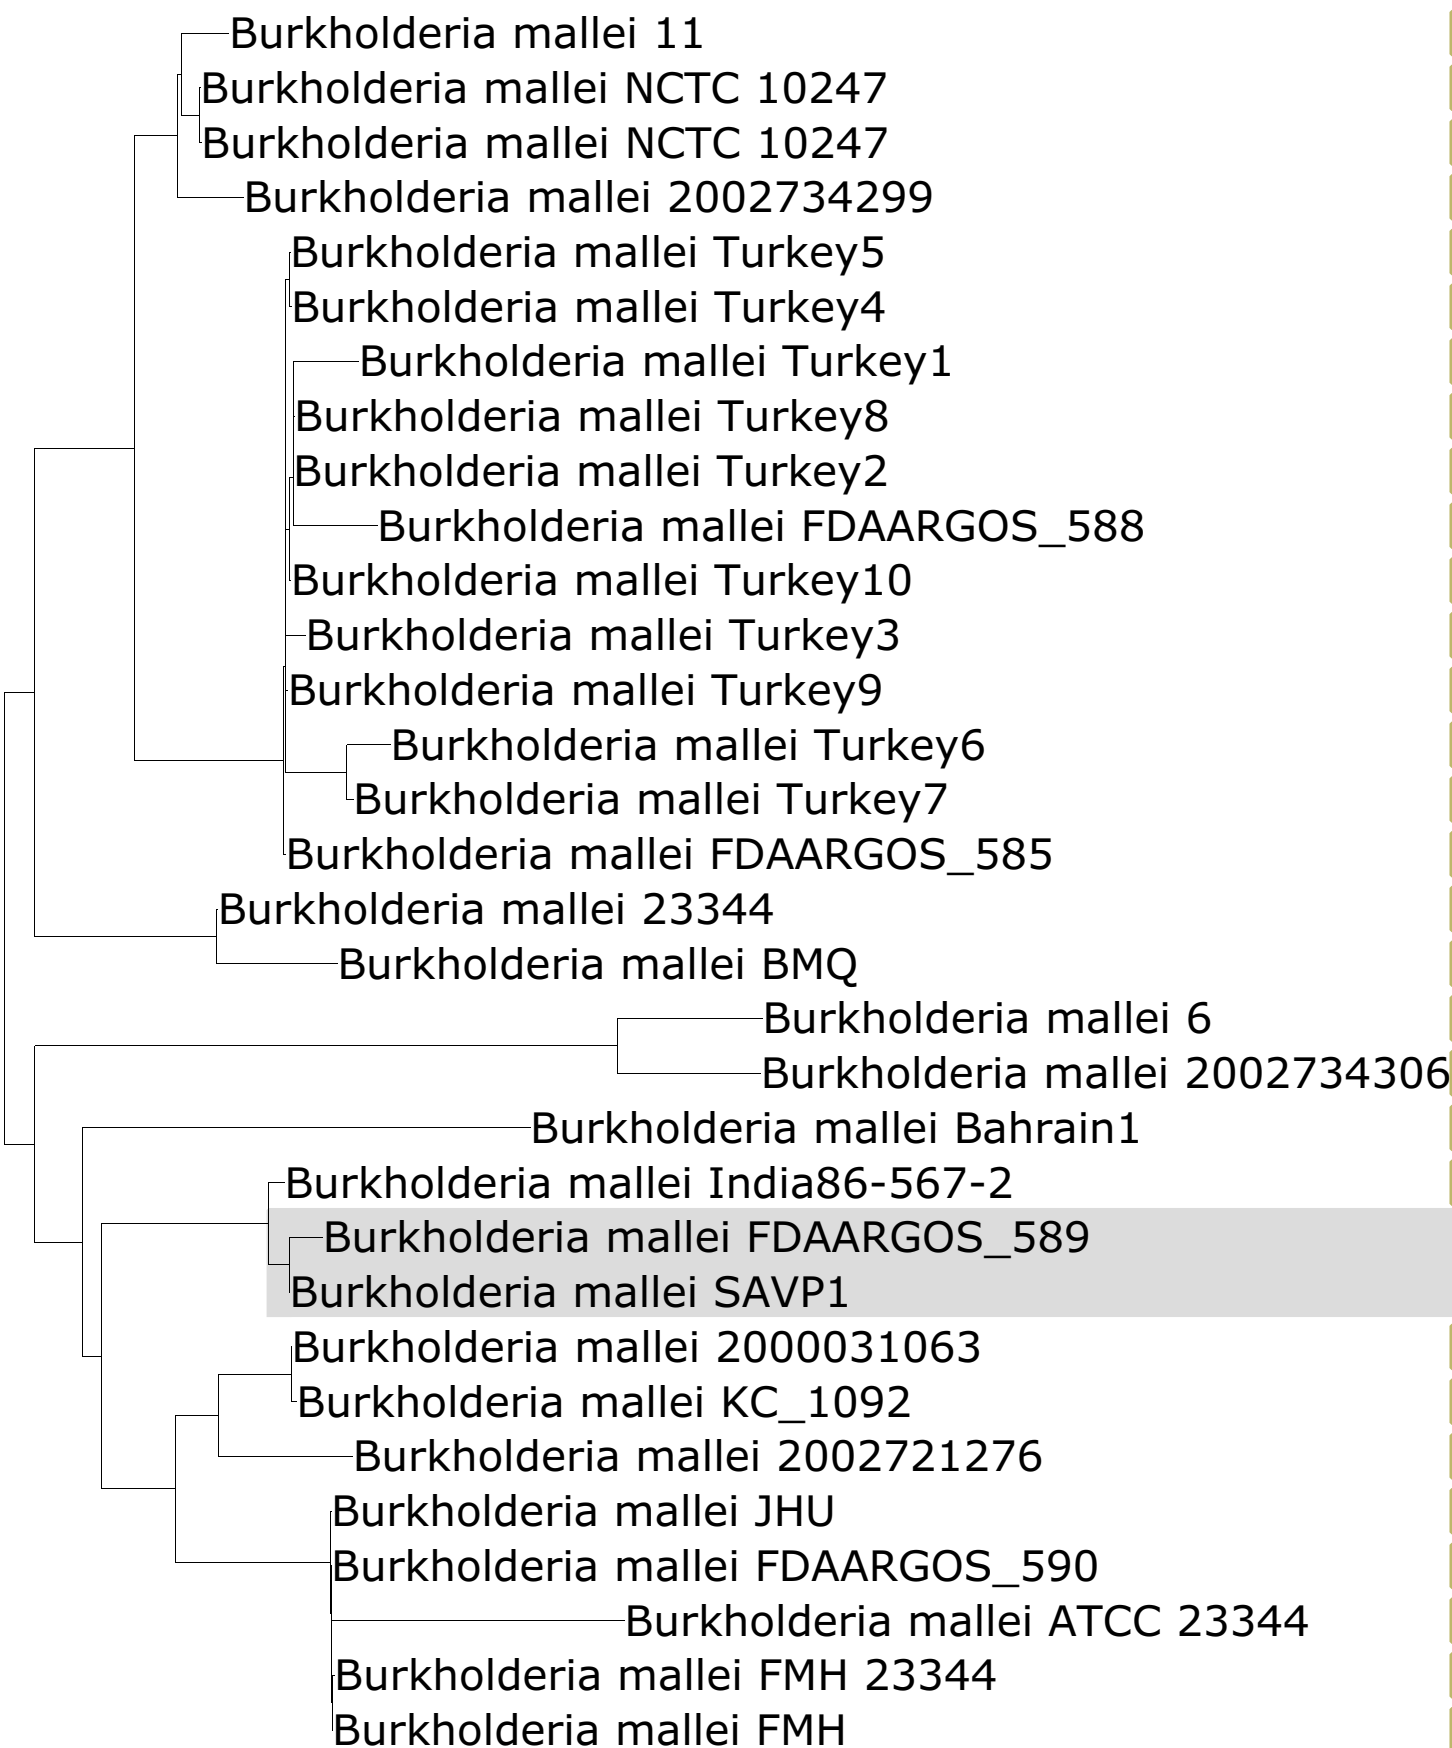 Burkholderia mallei 11
Burkholderia mallei NCTC 10247
Burkholderia mallei NCTC 10247
Burkholderia mallei 2002734299
Burkholderia mallei Turkey5
Burkholderia mallei Turkey4
Burkholderia mallei Turkey1
Burkholderia mallei Turkey8
Burkholderia mallei Turkey2
Burkholderia mallei FDAARGOS_588
Burkholderia mallei Turkey10
Burkholderia mallei Turkey3
Burkholderia mallei Turkey9
Burkholderia mallei Turkey6
Burkholderia mallei Turkey7
Burkholderia mallei FDAARGOS_585
Burkholderia mallei 23344
Burkholderia mallei BMQ
Burkholderia mallei 6
Burkholderia mallei 2002734306
Burkholderia mallei Bahrain1
Burkholderia mallei India86-567-2
Burkholderia mallei FDAARGOS_589
Burkholderia mallei SAVP1
Burkholderia mallei 2000031063
Burkholderia mallei KC_1092
Burkholderia mallei 2002721276
Burkholderia mallei JHU
Burkholderia mallei FDAARGOS_590
Burkholderia mallei ATCC 23344
Burkholderia mallei FMH 23344
Burkholderia mallei FMH